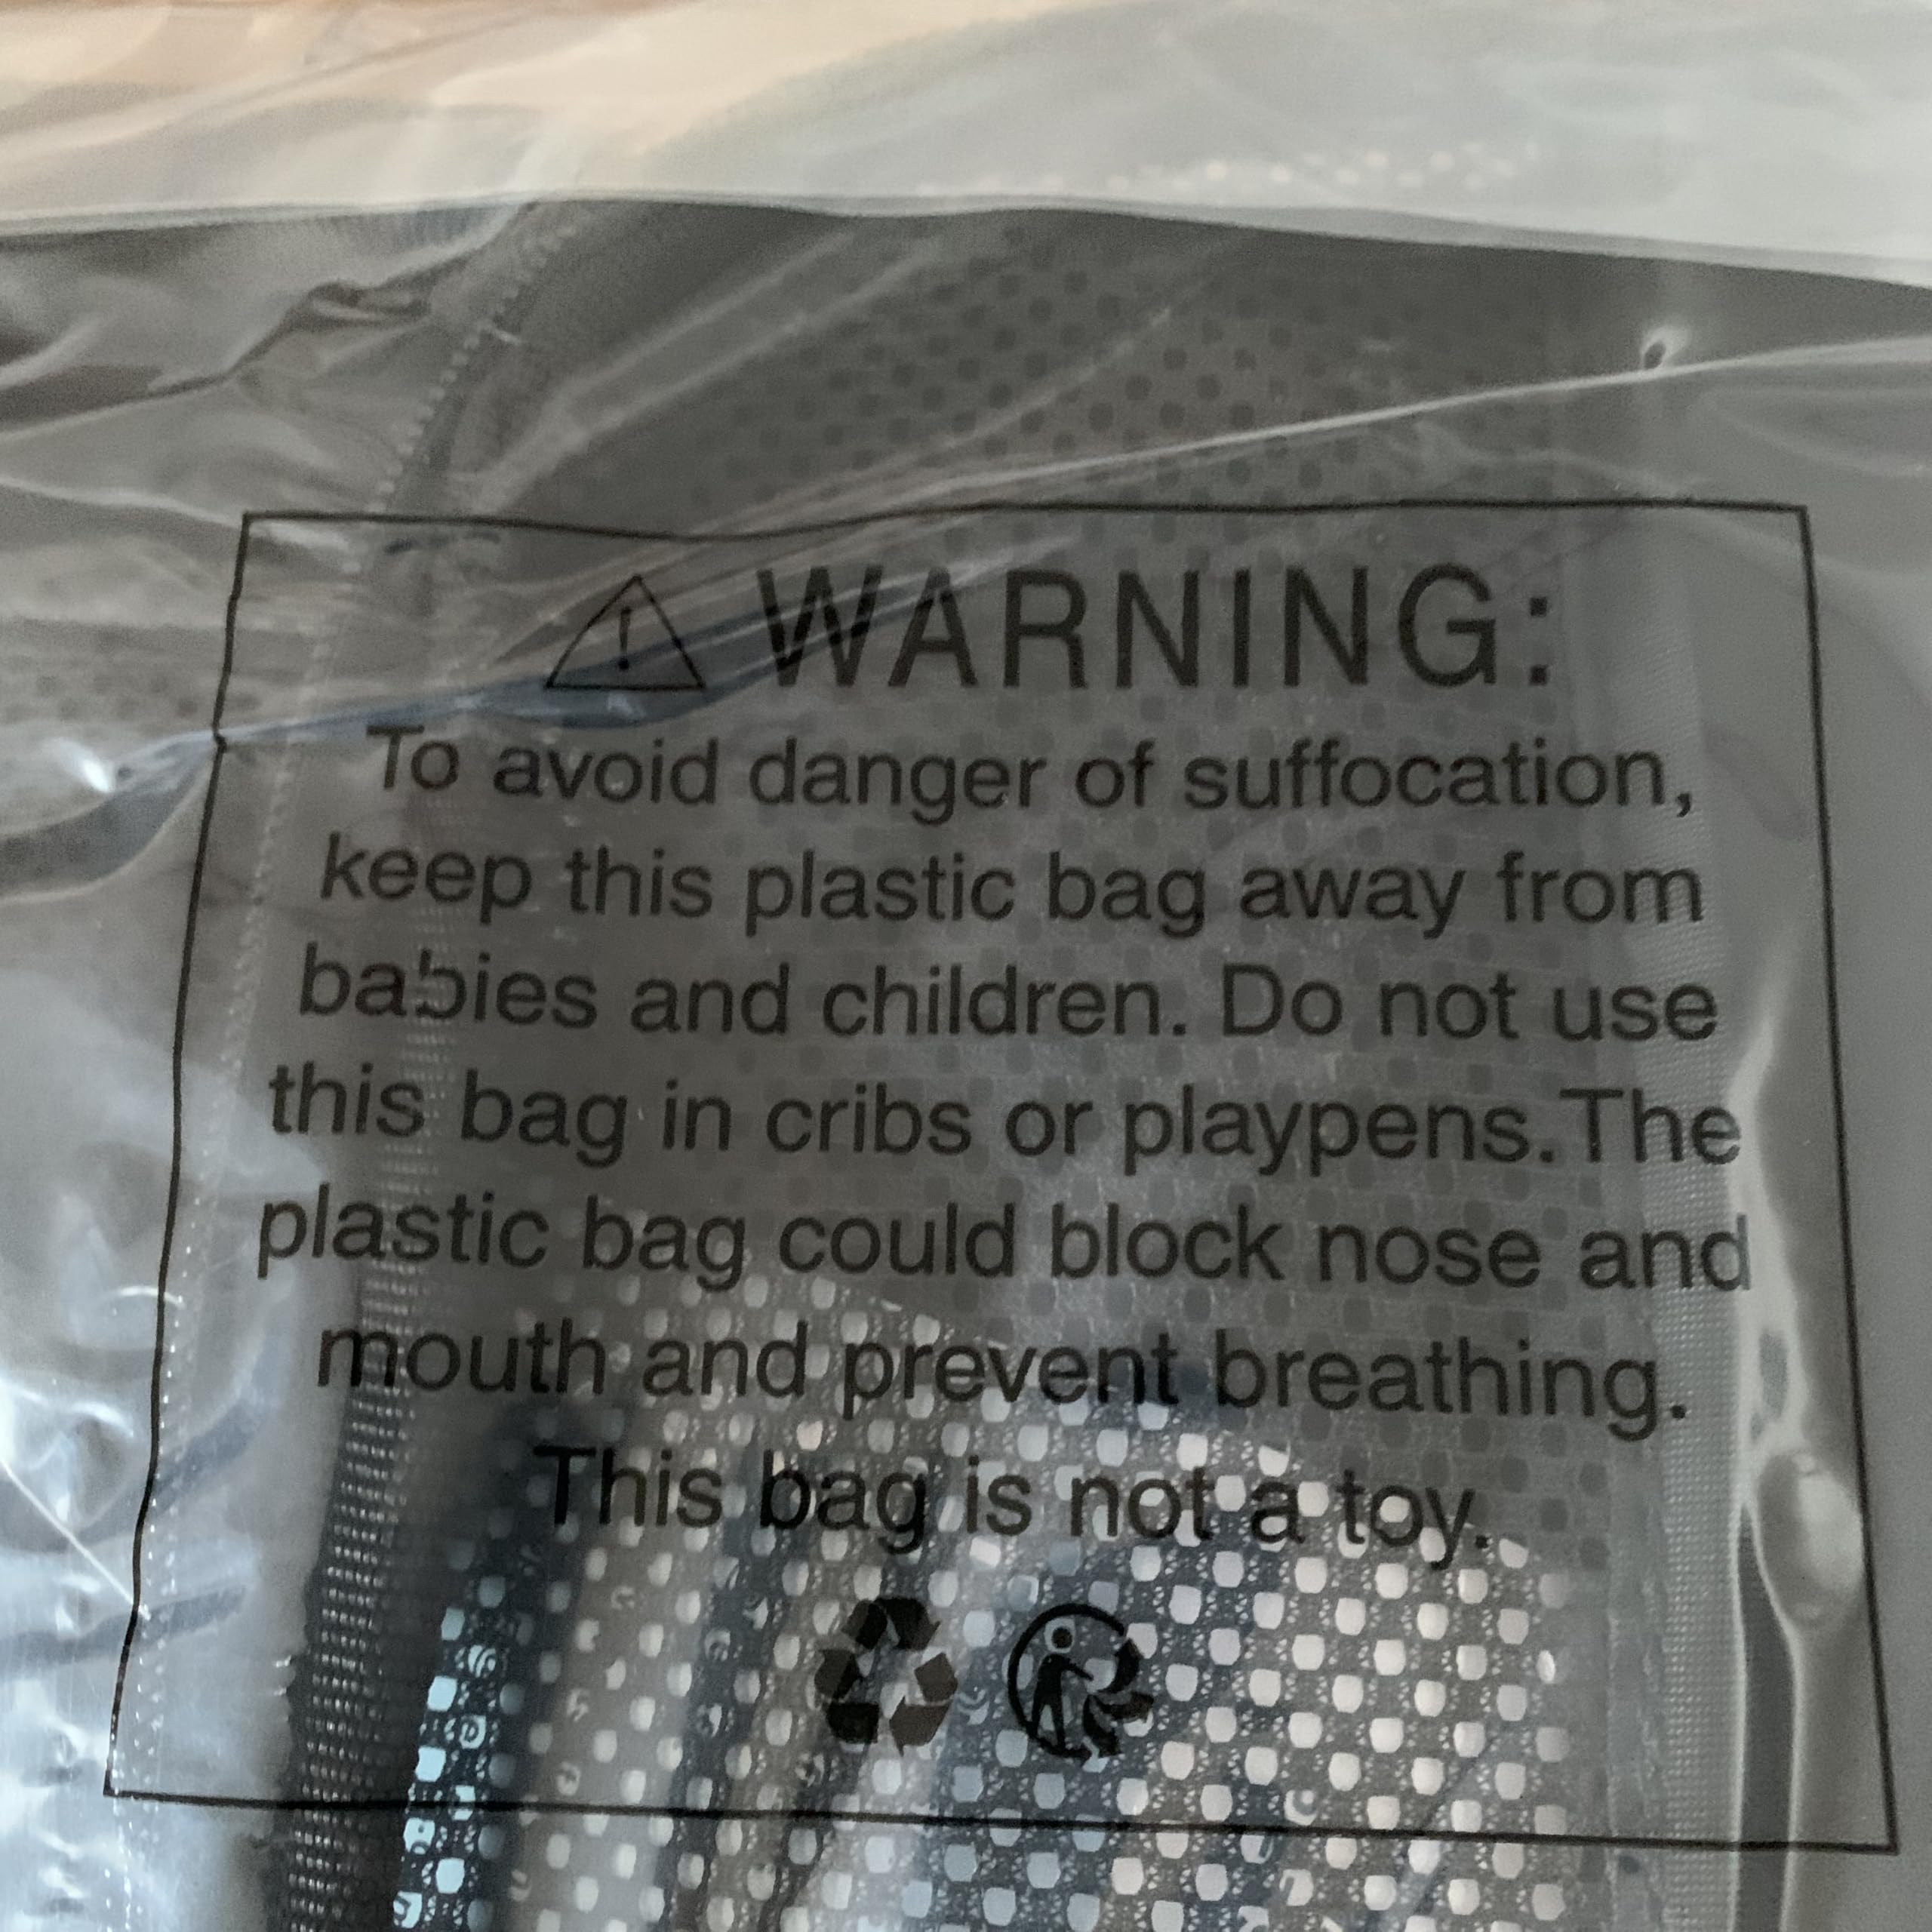 WARNING:
To avoid danger of suffocation,
keep this plastic bag away from
babies and children. Do not use
this bag in cribs or playpens.The
plastic bag could block nose and
mouth and prevent breathing.
This bag is not a toy.